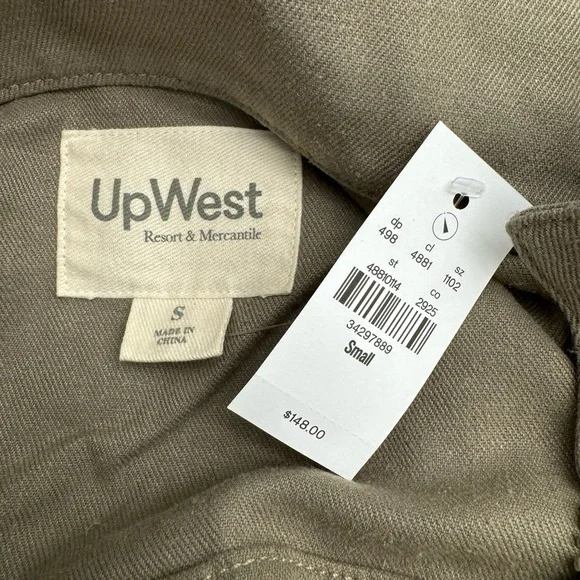 UpWest
Resort & Mercantile
S
MADE IN
CHINA
dp cl sz
498 4881 1102
st co
48810114 2925
34297889
Small
$148.00